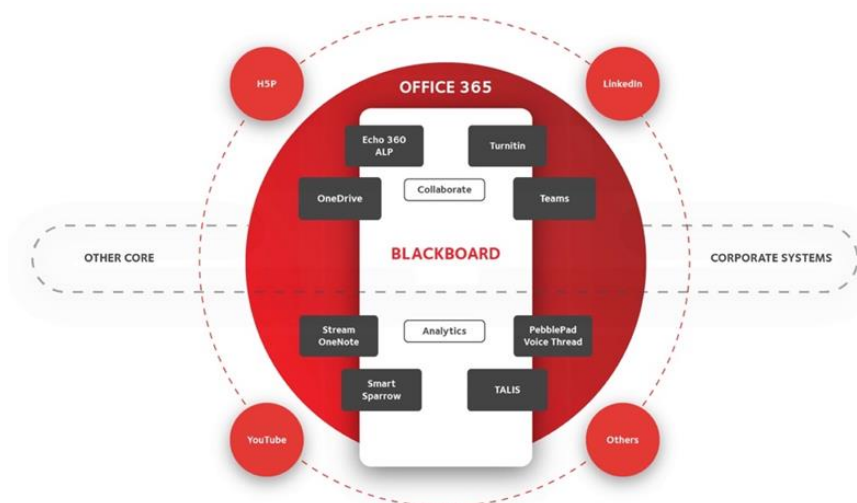 H5P
OFFICE 365
LinkedIn
Echo 360
ALP
Turnitin
OneDrive
Collaborate
Teams
OTHER CORE
BLACKBOARD
CORPORATE SYSTEMS
Stream
OneNote
Analytics
PebblePad
Voice Thread
Smart
Sparrow
TALIS
YouTube
Others